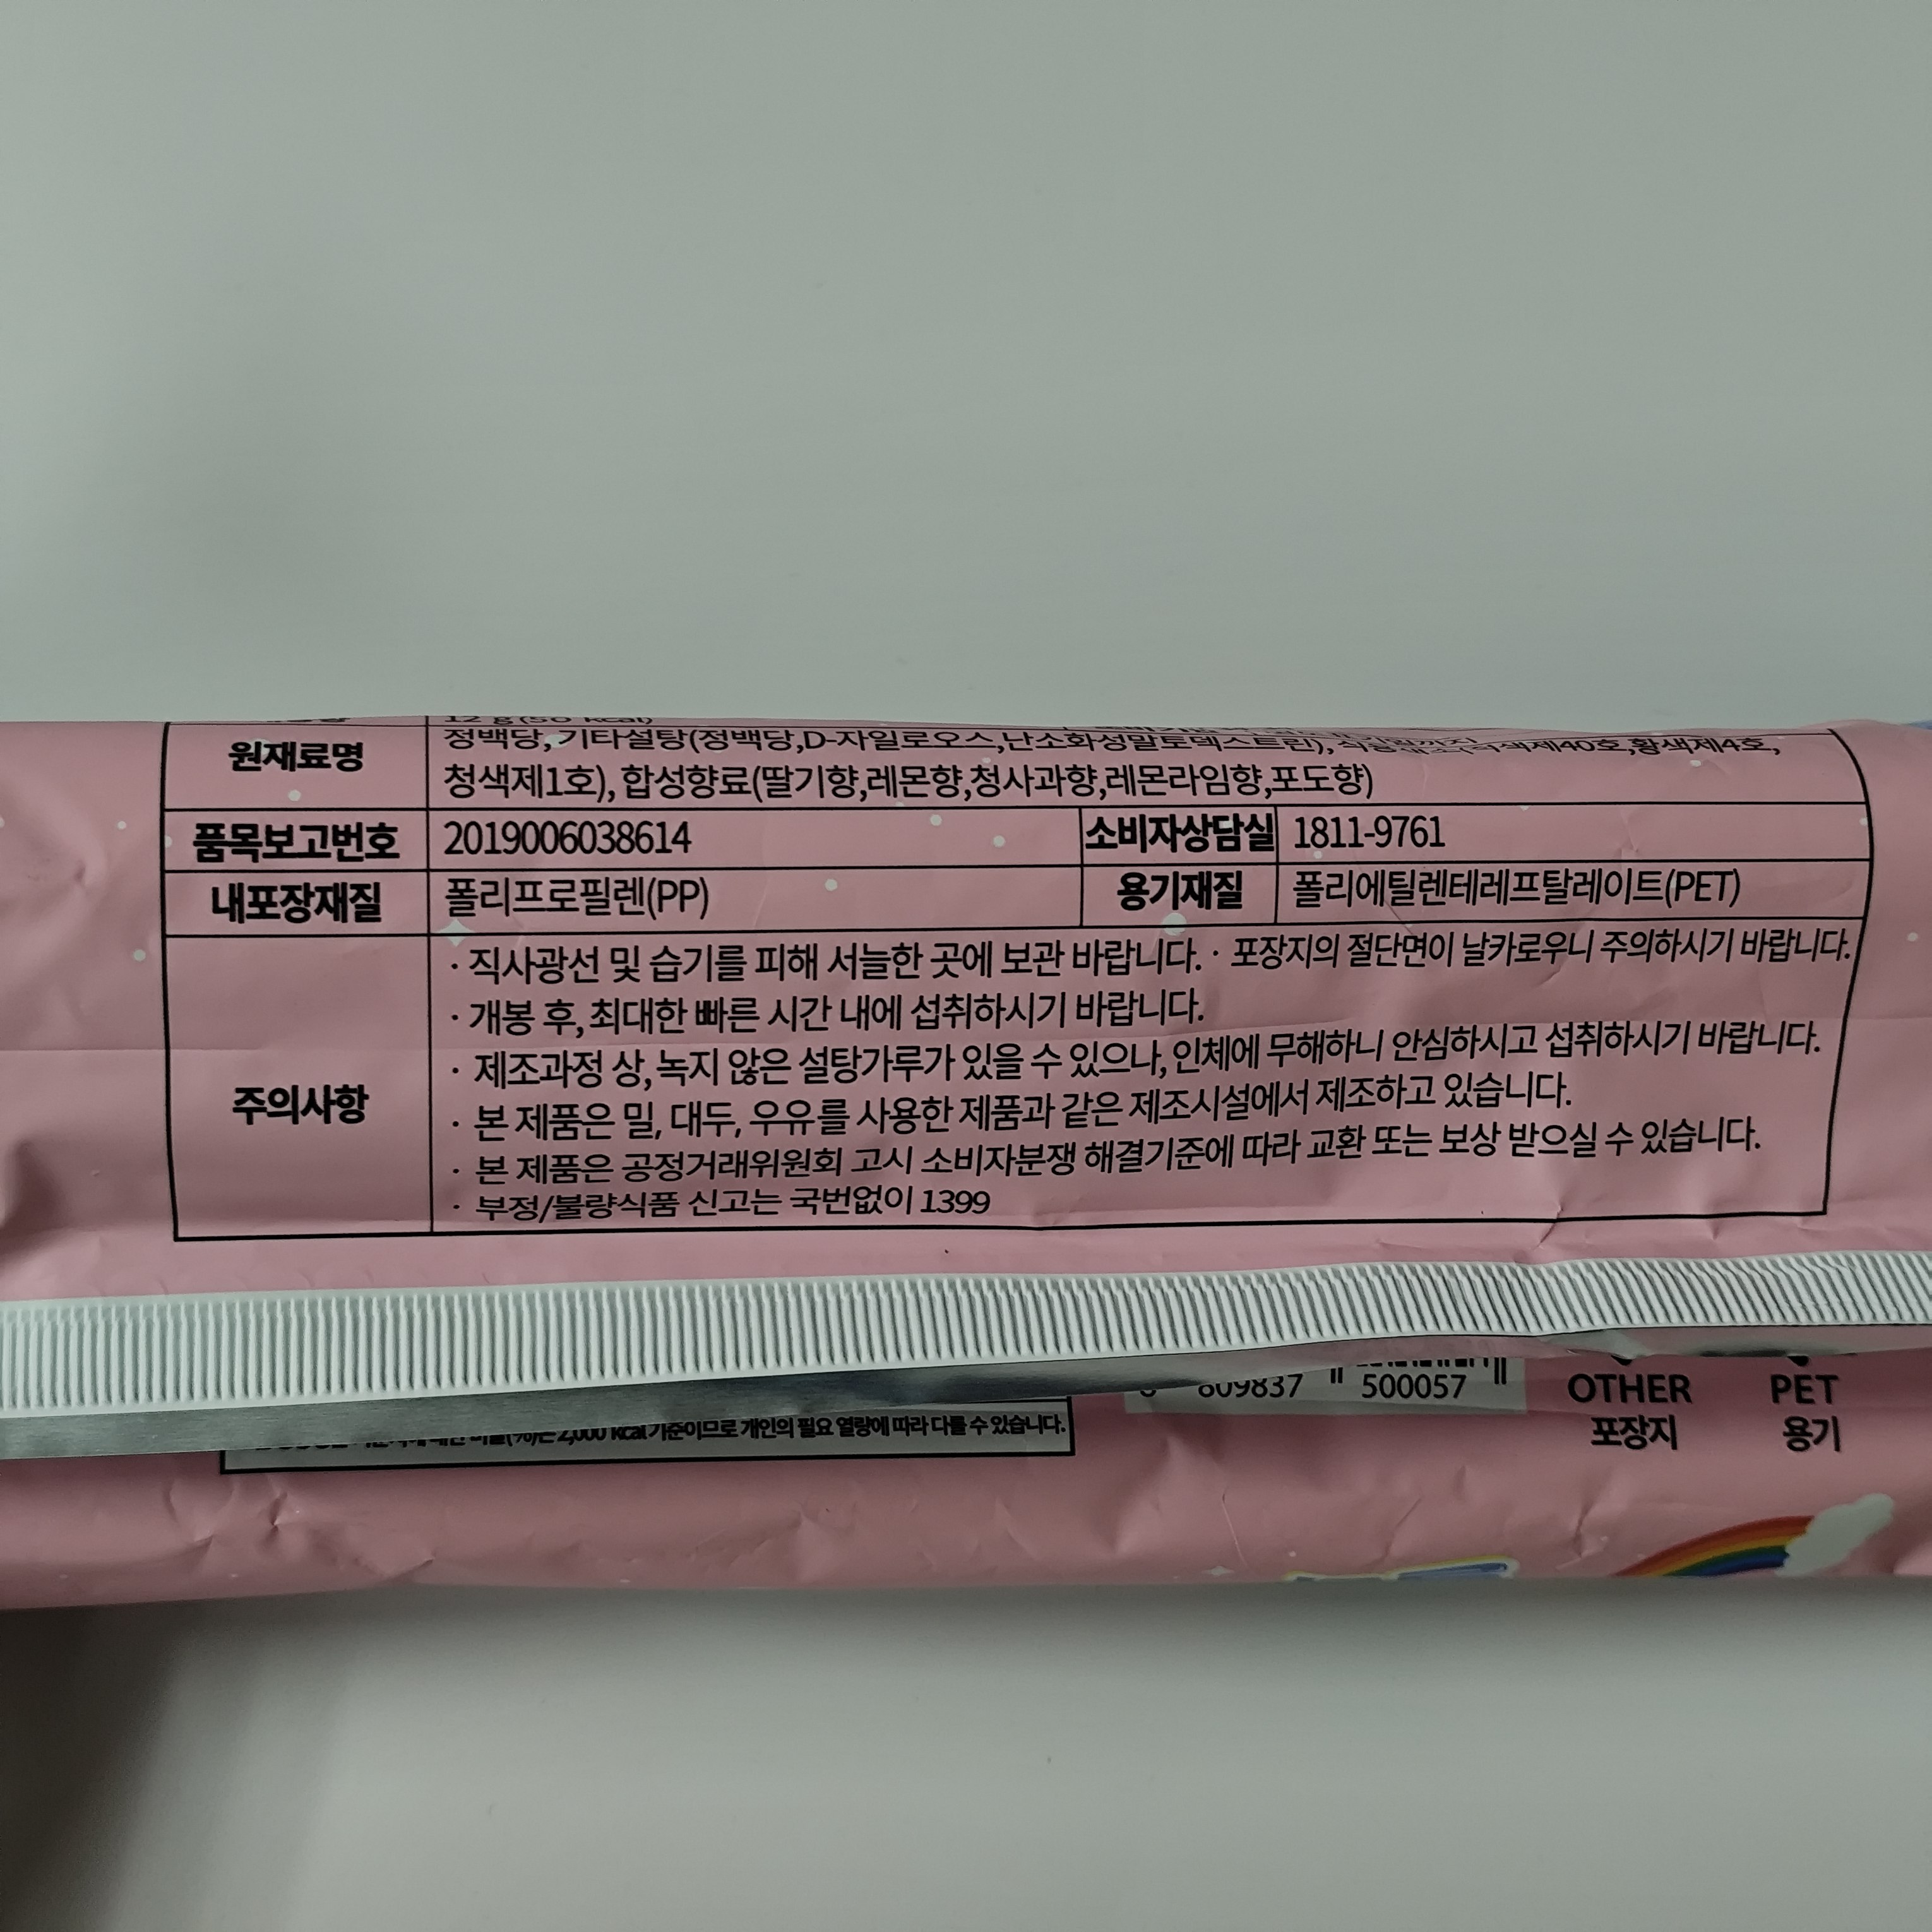 12 g (50 kcal)
원재료명
정백당, 기타설탕(정백당,D-자일로오스,난소화성말토덱스트린), 황색제4호,
청색제1호), 합성향료(딸기향,레몬향,청사과향,레몬라임향,포도향)
품목보고번호 2019006038614 소비자상담실 1811-9761
내포장재질 폴리프로필렌(PP) 용기재질 폴리에틸렌테레프탈레이트(PET)
주의사항
· 직사광선 및 습기를 피해 서늘한 곳에 보관 바랍니다. · 포장지의 절단면이 날카로우니 주의하시기 바랍니다.
· 개봉 후, 최대한 빠른 시간 내에 섭취하시기 바랍니다.
· 제조과정 상, 녹지 않은 설탕가루가 있을 수 있으나, 인체에 무해하니 안심하시고 섭취하시기 바랍니다.
· 본 제품은 밀, 대두, 우유를 사용한 제품과 같은 제조시설에서 제조하고 있습니다.
· 본 제품은 공정거래위원회 고시 소비자분쟁 해결기준에 따라 교환 또는 보상 받으실 수 있습니다.
· 부정/불량식품 신고는 국번없이 1399
2,000 kcal 기준이므로 개인의 필요 열량에 따라 다를 수 있습니다.
609837 500057
OTHER
포장지
PET
용기